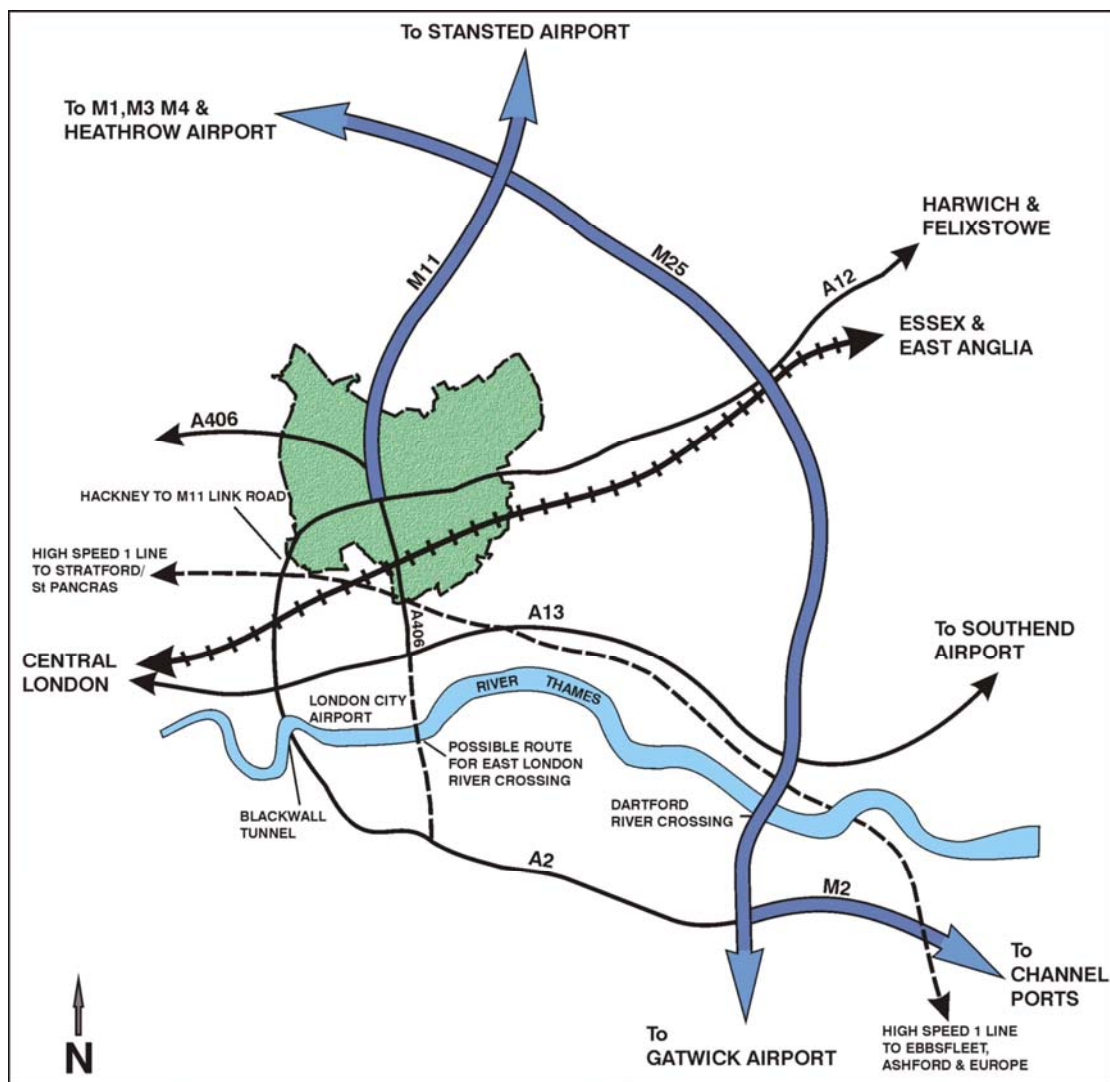 To STANSTED AIRPORT
To M1,M3 M4 &
HEATHROW AIRPORT
HARWICH &
FELIXSTOWE
M11
M25
A12
ESSEX &
EAST ANGLIA
A406
HACKNEY TO M11 LINK ROAD
HIGH SPEED 1 LINE
TO STRATFORD/
St PANCRAS
A406
A13
To SOUTHEND
AIRPORT
CENTRAL
LONDON
RIVER THAMES
LONDON CITY
AIRPORT
POSSIBLE ROUTE
FOR EAST LONDON
RIVER CROSSING
BLACKWALL
TUNNEL
DARTFORD
RIVER CROSSING
A2
M2
To
CHANNEL
PORTS
N
To
GATWICK AIRPORT
HIGH SPEED 1 LINE
TO EBBSFLEET,
ASHFORD & EUROPE